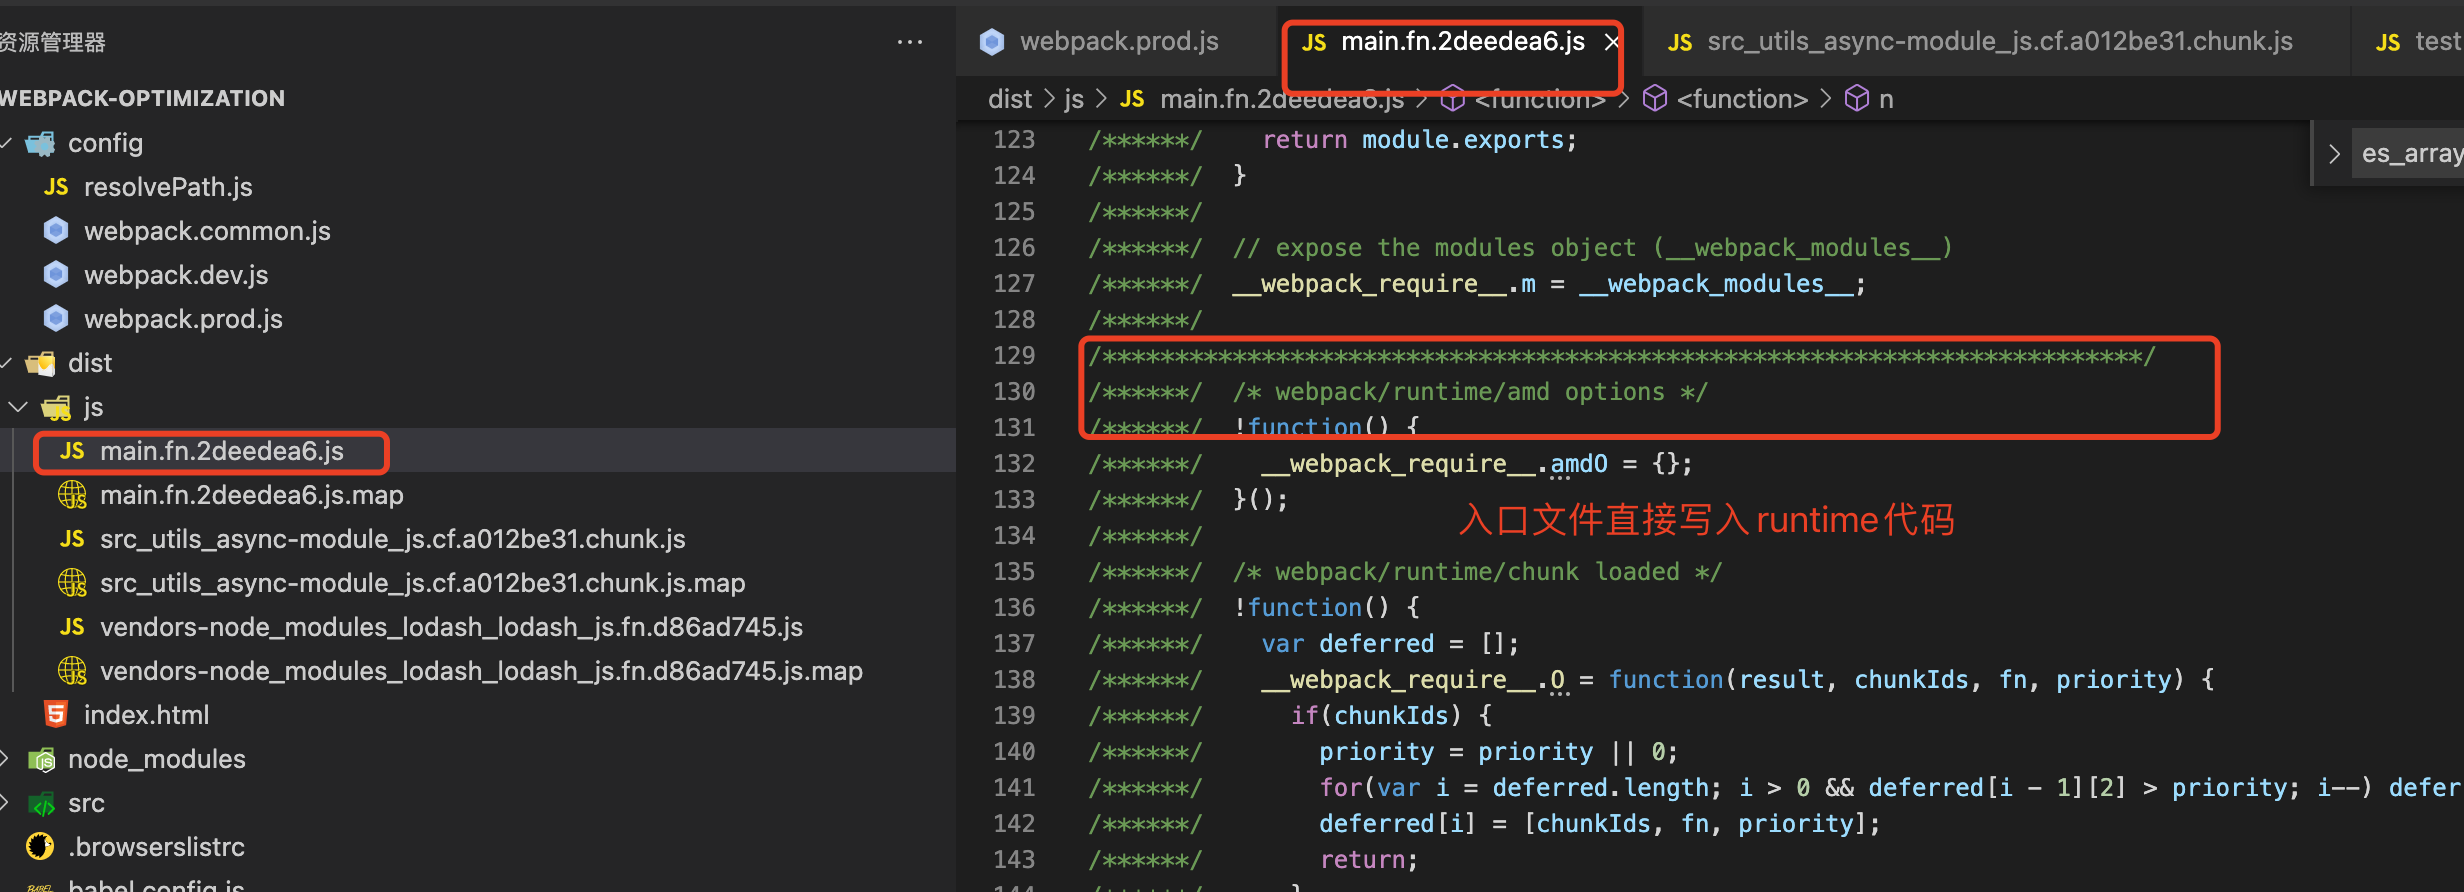 资源管理器
WEBPACK-OPTIMIZATION
config
JS resolvePath.js
webpack.common.js
webpack.dev.js
webpack.prod.js
dist
js
JS main.fn.2deedea6.js
main.fn.2deedea6.js.map
JS src_utils_async-module_js.cf.a012be31.chunk.js
src_utils_async-module_js.cf.a012be31.chunk.js.map
JS vendors-node_modules_lodash_lodash_js.fn.d86ad745.js
vendors-node_modules_lodash_lodash_js.fn.d86ad745.js.map
index.html
node_modules
src
.browserslistrc
babel.config.js
webpack.prod.js JS main.fn.2deedea6.js × JS src_utils_async-module_js.cf.a012be31.chunk.js JS test
dist > js > JS main.fn.2deedea6.js > <function> > <function> > n
es_array
123 /******/ return module.exports;
124 /******/ }
125 /******/
126 /******/ // expose the modules object (__webpack_modules__)
127 /******/ __webpack_require__.m = __webpack_modules__;
128 /******/
129 /************************************************************************/
130 /******/ /* webpack/runtime/amd options */
131 /******/ !function() {
132 /******/ __webpack_require__.amdO = {};
133 /******/ }();
入口文件直接写入runtime代码
134 /******/
135 /******/ /* webpack/runtime/chunk loaded */
136 /******/ !function() {
137 /******/ var deferred = [];
138 /******/ __webpack_require__.O = function(result, chunkIds, fn, priority) {
139 /******/ if(chunkIds) {
140 /******/ priority = priority || 0;
141 /******/ for(var i = deferred.length; i > 0 && deferred[i - 1][2] > priority; i--) defer
142 /******/ deferred[i] = [chunkIds, fn, priority];
143 /******/ return;
144 /******/ }